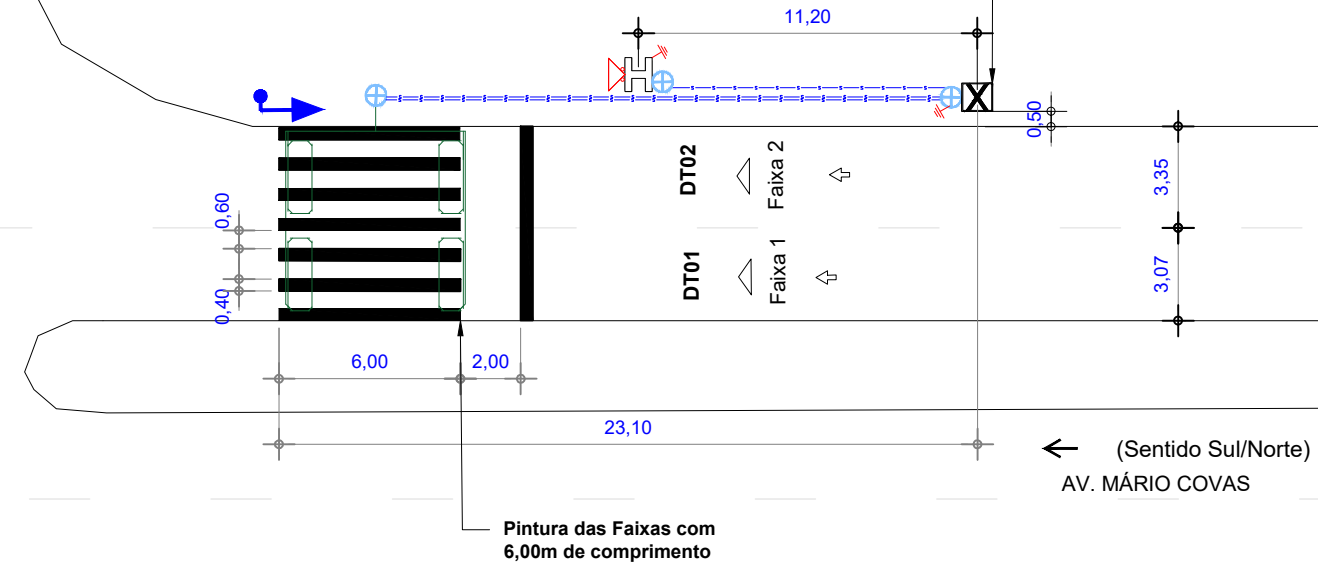 11,20
0,50
DT02
Faixa 2
3,35
0,60
DT01
Faixa 1
3,07
0,40
6,00
2,00
23,10
(Sentido Sul/Norte)
AV. MÁRIO COVAS
Pintura das Faixas com
6,00m de comprimento